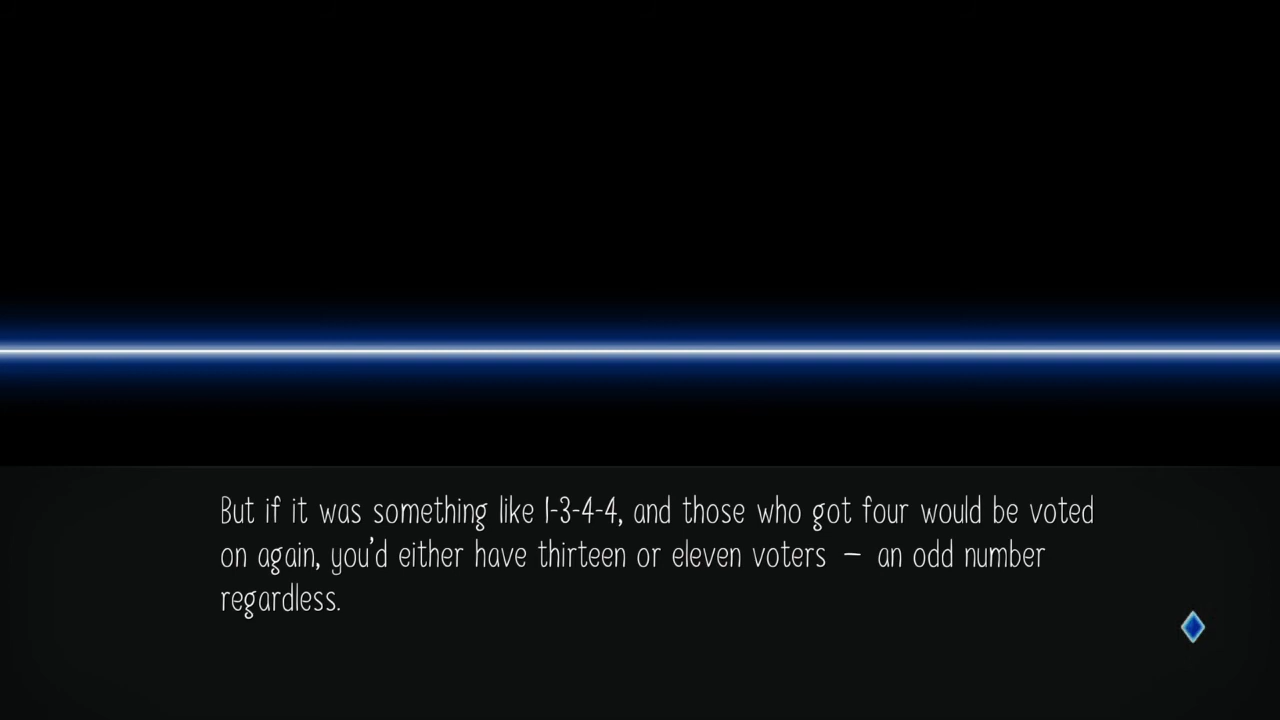 But if it was something like 1-3-4-4, and those who got four would be voted
on again, you'd either have thirteen or eleven voters – an odd number
regardless.